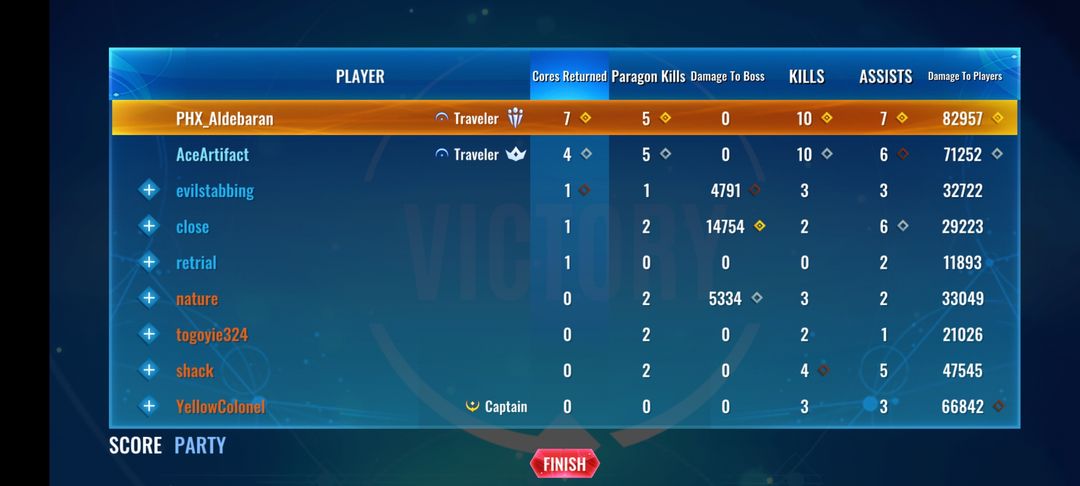 PLAYER Cores Returned Paragon Kills Damage To Boss KILLS ASSISTS Damage To Players
PHX_Aldebaran Traveler 7 5 0 10 7 82957
AceArtifact Traveler 4 5 0 10 6 71252
evilstabbing 1 1 4791 3 3 32722
close 1 2 14754 2 6 29223
retrial 1 0 0 0 2 11893
nature 0 2 5334 3 2 33049
togoyie324 0 2 0 2 1 21026
shack 0 2 0 4 5 47545
YellowColonel Captain 0 0 0 3 3 66842
VICTORY
SCORE PARTY
FINISH